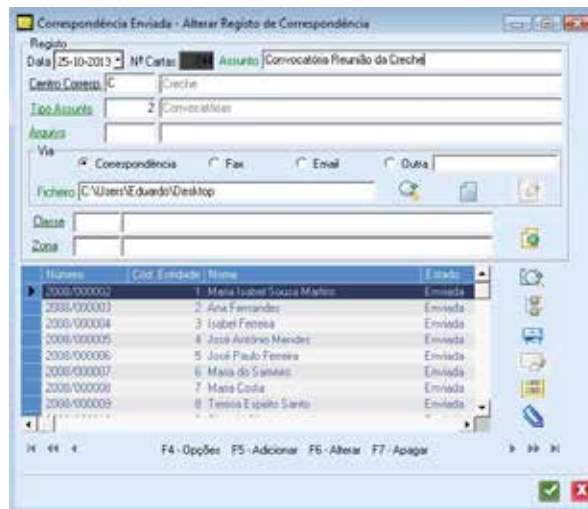 Correspondência Enviada - Alterar Registo de Correspondência
Registo
Data 25-10-2013 Nº Cartas Assunto Convocatória Reunião da Creche
Centro Corresp. C Creche
Tipo Assunto 2 Convocatórias
Arquivo
Via
Correspondência Fax Email Outra
Ficheiro C:\Users\Eduardo\Desktop
Classe
Zona
Número Cód. Entidade Nome Estado
2008/000002 1 Maria Isabel Sousa Martins Enviada
2008/000003 2 Ana Fernandes Enviada
2008/000004 3 Isabel Ferreira Enviada
2008/000005 4 José António Mendes Enviada
2008/000006 5 José Paulo Ferreira Enviada
2008/000007 6 Maria do Sameiro Enviada
2008/000008 7 Maria Costa Enviada
2008/000009 8 Teresa Espirito Santo Enviada
F4 - Opções F5 - Adicionar F6 - Alterar F7 - Apagar